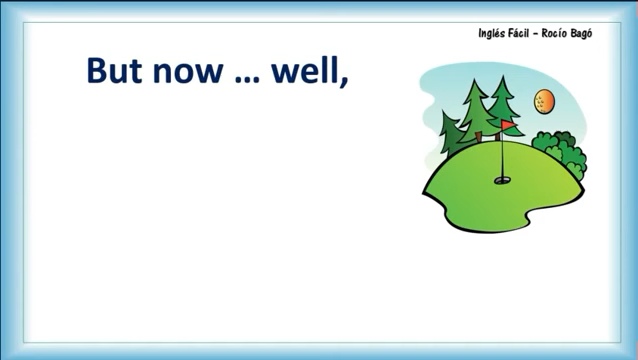 Inglés Fácil – Rocío Bagó
But now ... well,